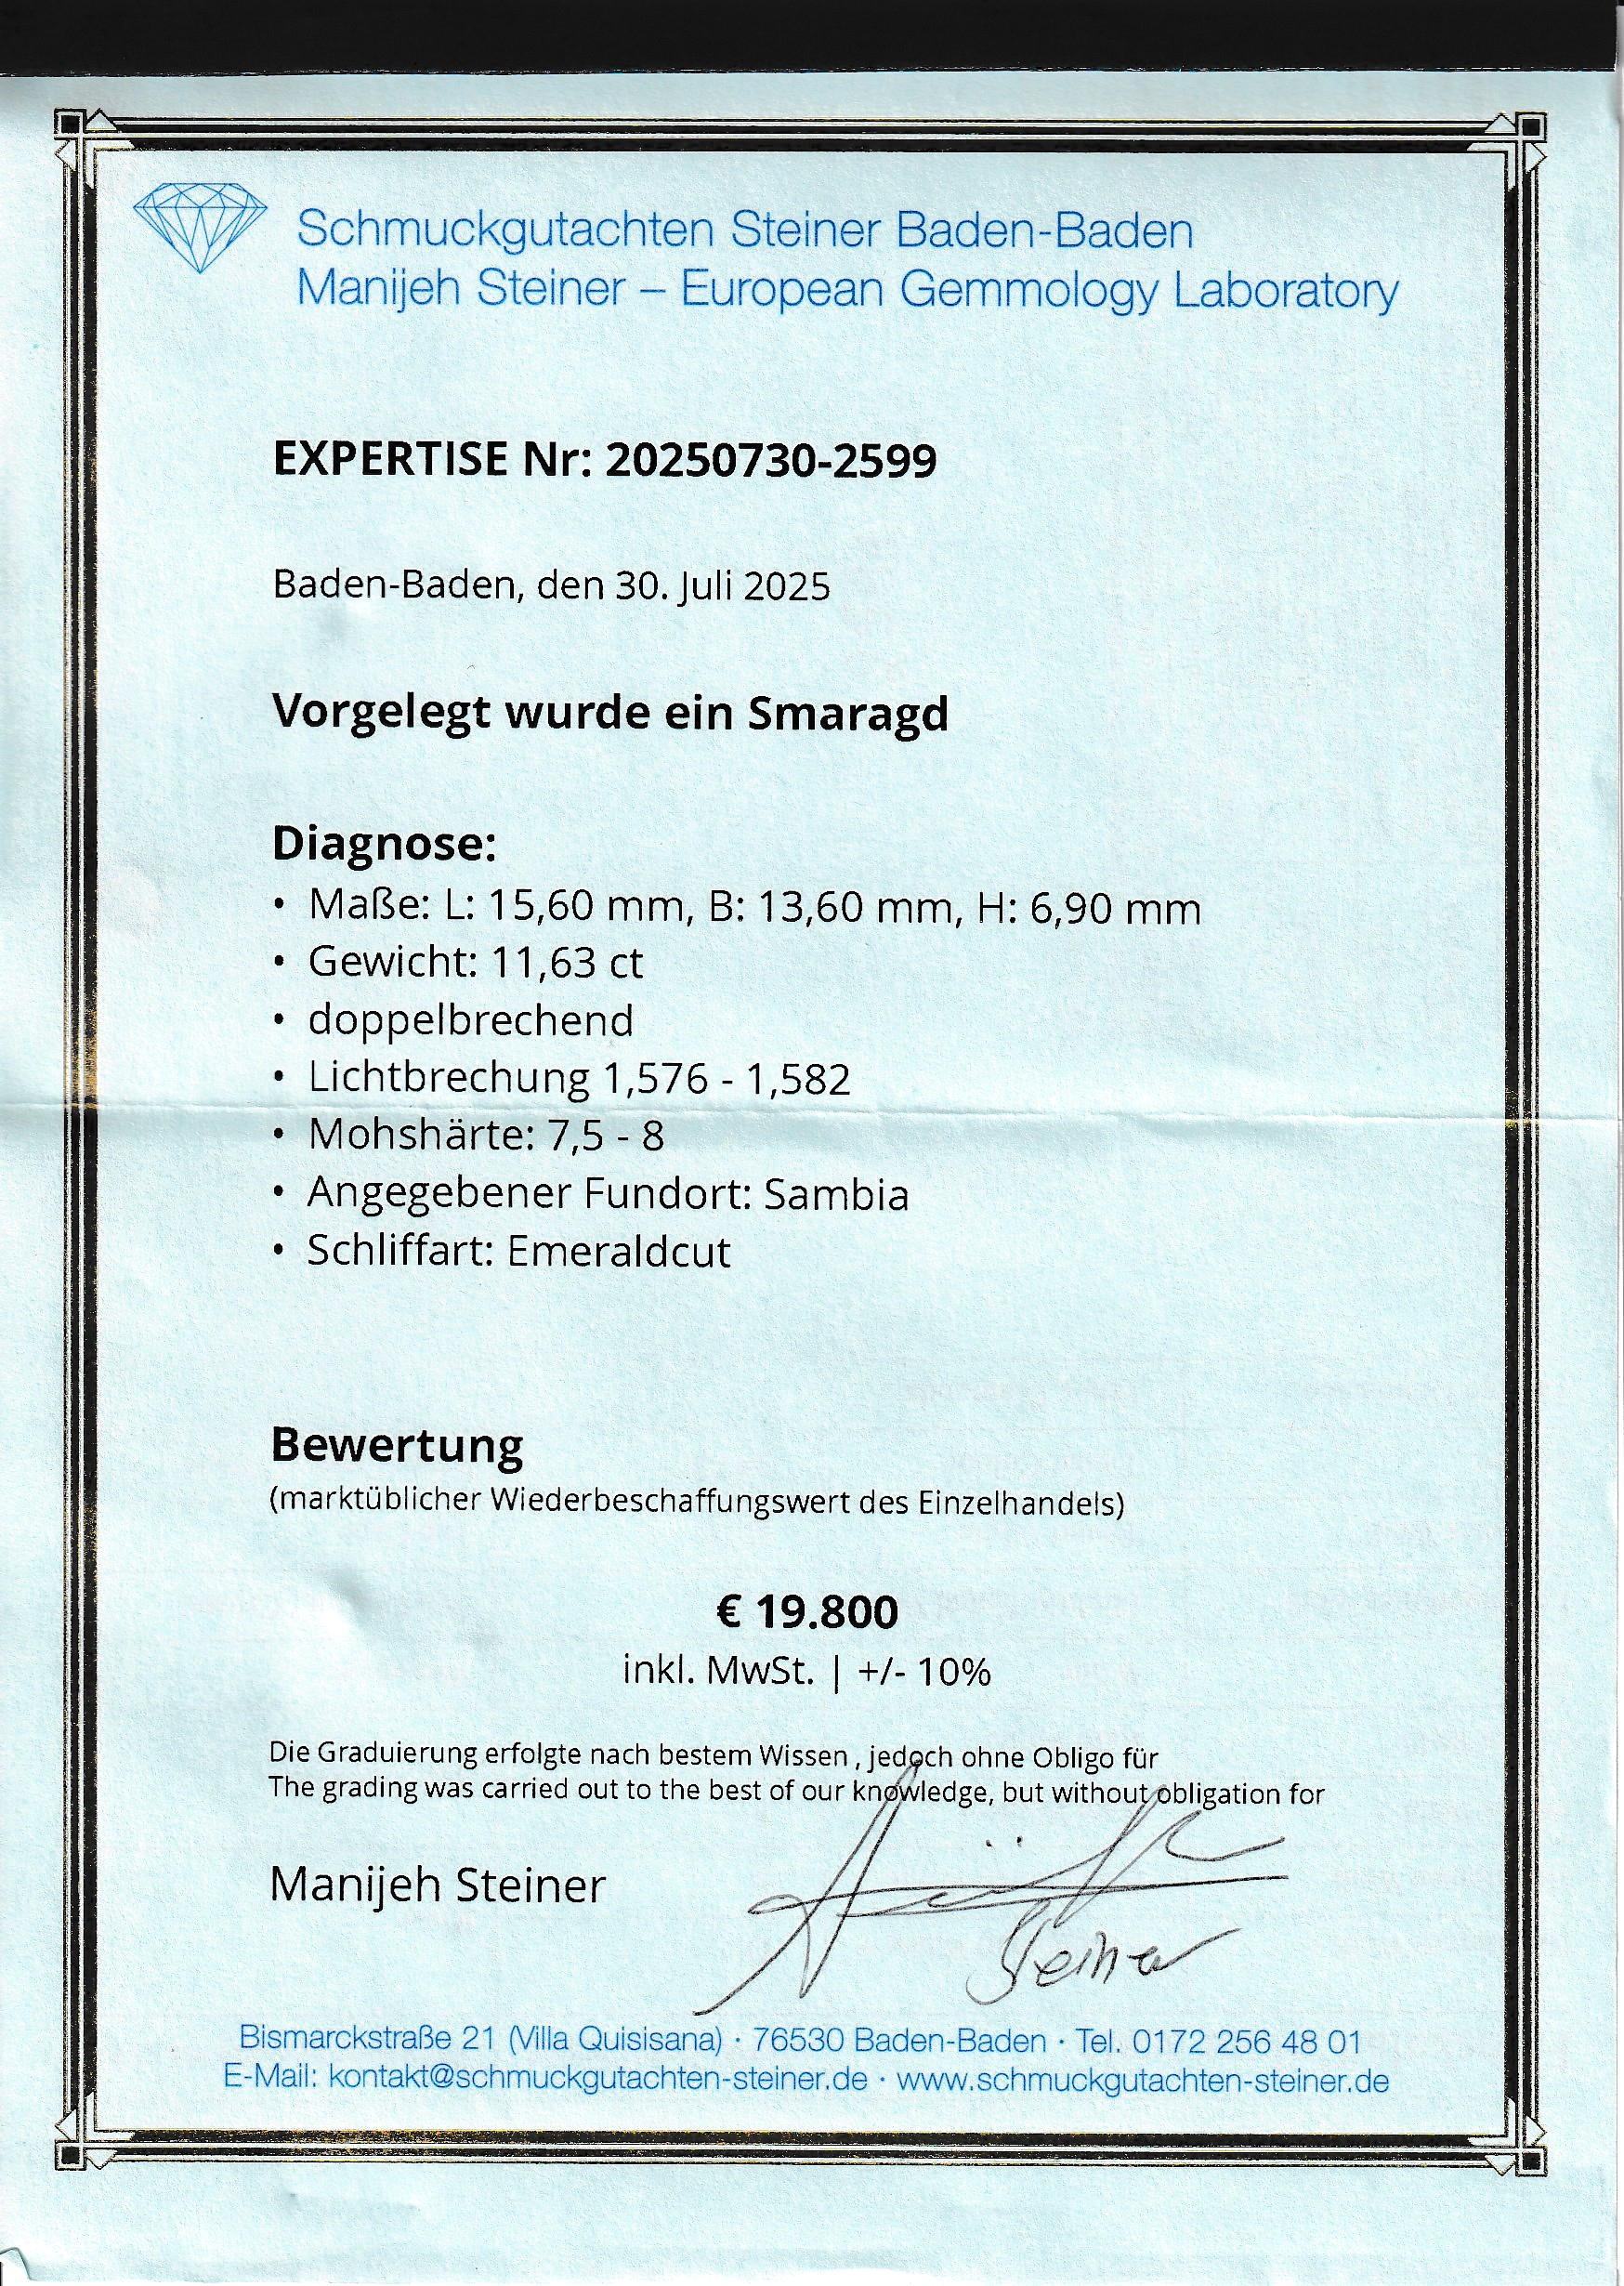 Schmuckgutachten Steiner Baden-Baden
Manijeh Steiner – European Gemmology Laboratory
EXPERTISE Nr: 20250730-2599
Baden-Baden, den 30. Juli 2025
Vorgelegt wurde ein Smaragd
Diagnose:
• Maße: L: 15,60 mm, B: 13,60 mm, H: 6,90 mm
• Gewicht: 11,63 ct
• doppelbrechend
• Lichtbrechung 1,576 - 1,582
• Mohshärte: 7,5 - 8
• Angegebener Fundort: Sambia
• Schliffart: Emeraldcut
Bewertung
(marktüblicher Wiederbeschaffungswert des Einzelhandels)
€ 19.800
inkl. MwSt. | +/- 10%
Die Graduierung erfolgte nach bestem Wissen , jedoch ohne Obligo für
The grading was carried out to the best of our knowledge, but without obligation for
Manijeh Steiner
Steiner
Bismarckstraße 21 (Villa Quisisana) · 76530 Baden-Baden · Tel. 0172 256 48 01
E-Mail: kontakt@schmuckgutachten-steiner.de · www.schmuckgutachten-steiner.de